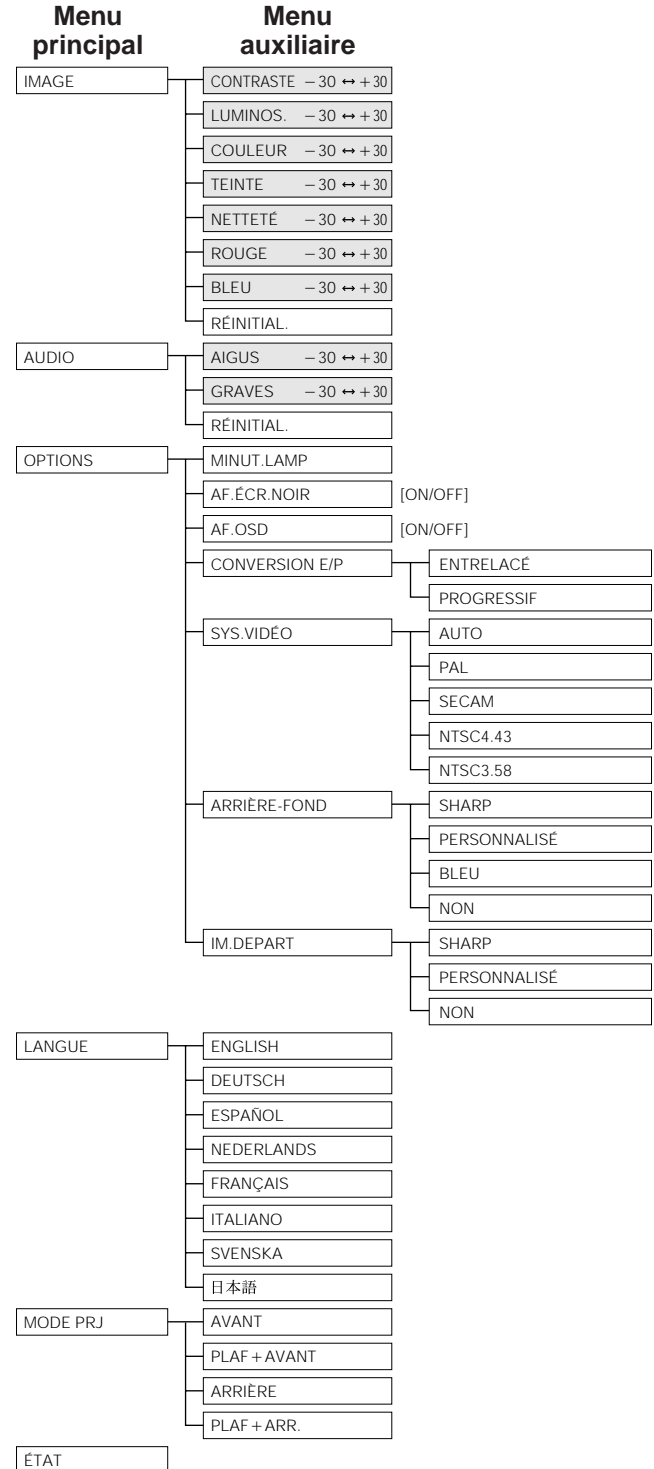 Menu principal
Menu auxiliaire
IMAGE
CONTRASTE −30 ↔ +30
LUMINOS. −30 ↔ +30
COULEUR −30 ↔ +30
TEINTE −30 ↔ +30
NETTETÉ −30 ↔ +30
ROUGE −30 ↔ +30
BLEU −30 ↔ +30
RÉINITIAL.
AUDIO
AIGUS −30 ↔ +30
GRAVES −30 ↔ +30
RÉINITIAL.
OPTIONS
MINUT.LAMP
AF.ÉCR.NOIR [ON/OFF]
AF.OSD [ON/OFF]
CONVERSION E/P
ENTRELACÉ
PROGRESSIF
SYS.VIDÉO
AUTO
PAL
SECAM
NTSC4.43
NTSC3.58
ARRIÈRE-FOND
SHARP
PERSONNALISÉ
BLEU
NON
IM.DEPART
SHARP
PERSONNALISÉ
NON
LANGUE
ENGLISH
DEUTSCH
ESPAÑOL
NEDERLANDS
FRANÇAIS
ITALIANO
SVENSKA
日本語
MODE PRJ
AVANT
PLAF+AVANT
ARRIÈRE
PLAF+ARR.
ÉTAT